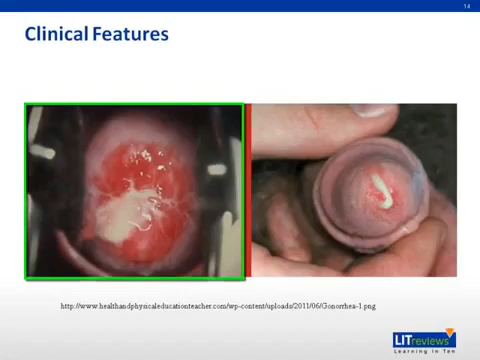 14
Clinical Features
http://www.healthandphysicaleducationteacher.com/wp-content/uploads/2011/06/Gonorrhea-1.png
LITreviews
Learning in Ten